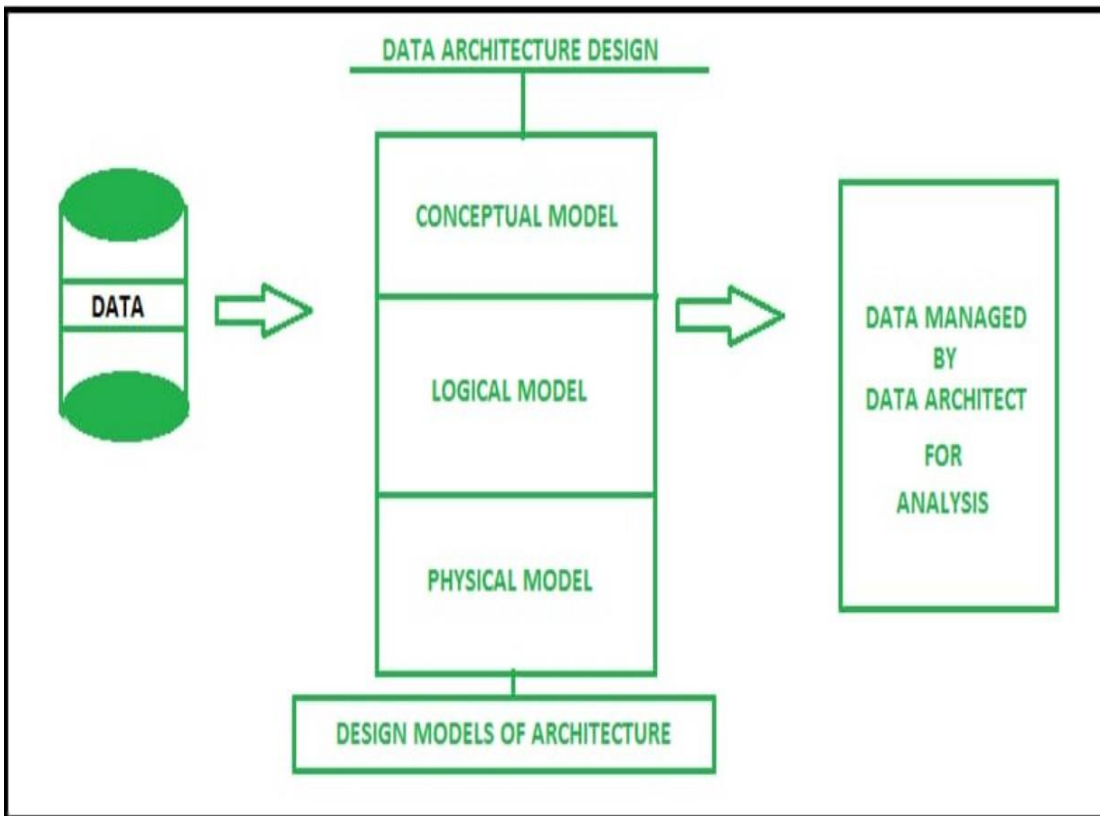 DATA ARCHITECTURE DESIGN
DATA
CONCEPTUAL MODEL
LOGICAL MODEL
PHYSICAL MODEL
DESIGN MODELS OF ARCHITECTURE
DATA MANAGED
BY
DATA ARCHITECT
FOR
ANALYSIS